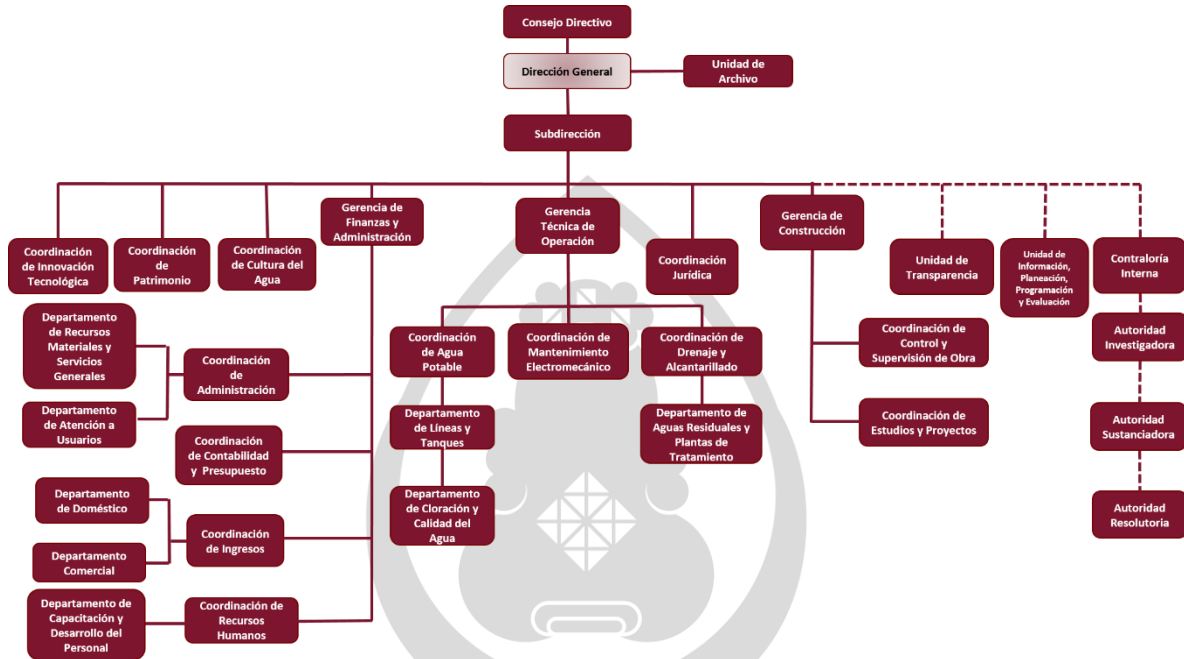 Consejo Directivo
Dirección General
Unidad de
Archivo
Subdirección
Coordinación
de Innovación
Tecnológica
Coordinación
de
Patrimonio
Coordinación
de Cultura del
Agua
Gerencia de
Finanzas y
Administración
Gerencia
Técnica de
Operación
Coordinación
Jurídica
Gerencia de
Construcción
Unidad de
Transparencia
Unidad de
Información,
Planeación,
Programación
y Evaluación
Contraloría
Interna
Departamento
de Recursos
Materiales y
Servicios
Generales
Coordinación
de
Administración
Departamento
de Atención a
Usuarios
Coordinación
de Contabilidad
y Presupuesto
Departamento
de Doméstico
Coordinación
de Ingresos
Departamento
Comercial
Departamento de
Capacitación y
Desarrollo del
Personal
Coordinación de
Recursos
Humanos
Coordinación
de Agua
Potable
Coordinación de
Mantenimiento
Electromecánico
Coordinación de
Drenaje y
Alcantarillado
Departamento
de Líneas y
Tanques
Departamento de
Aguas Residuales y
Plantas de
Tratamiento
Departamento
de Cloración y
Calidad del
Agua
Coordinación de
Control y
Supervisión de Obra
Coordinación de
Estudios y Proyectos
Autoridad
Investigadora
Autoridad
Sustanciadora
Autoridad
Resolutoria